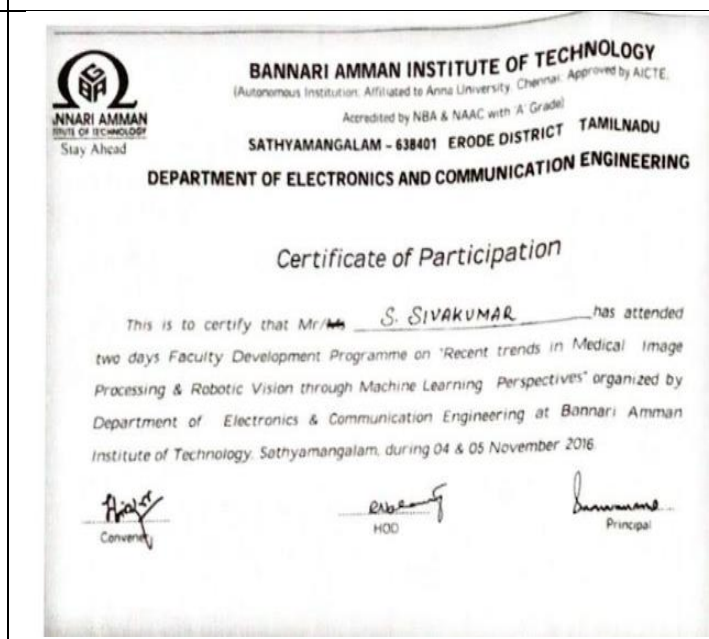 BANNARI AMMAN INSTITUTE OF TECHNOLOGY
(Autonomous Institution. Affiliated to Anna University, Chennai. Approved by AICTE,
Accredited by NBA & NAAC with 'A' Grade)
NNARI AMMAN
TITUTE OF TECHNOLOGY
Stay Ahead
SATHYAMANGALAM - 638401 ERODE DISTRICT TAMILNADU
DEPARTMENT OF ELECTRONICS AND COMMUNICATION ENGINEERING
Certificate of Participation
This is to certify that Mr/Ms S. SIVAKUMAR has attended
two days Faculty Development Programme on "Recent trends in Medical Image
Processing & Robotic Vision through Machine Learning Perspectives" organized by
Department of Electronics & Communication Engineering at Bannari Amman
Institute of Technology, Sathyamangalam, during 04 & 05 November 2016.
Convener
HOD
Principal